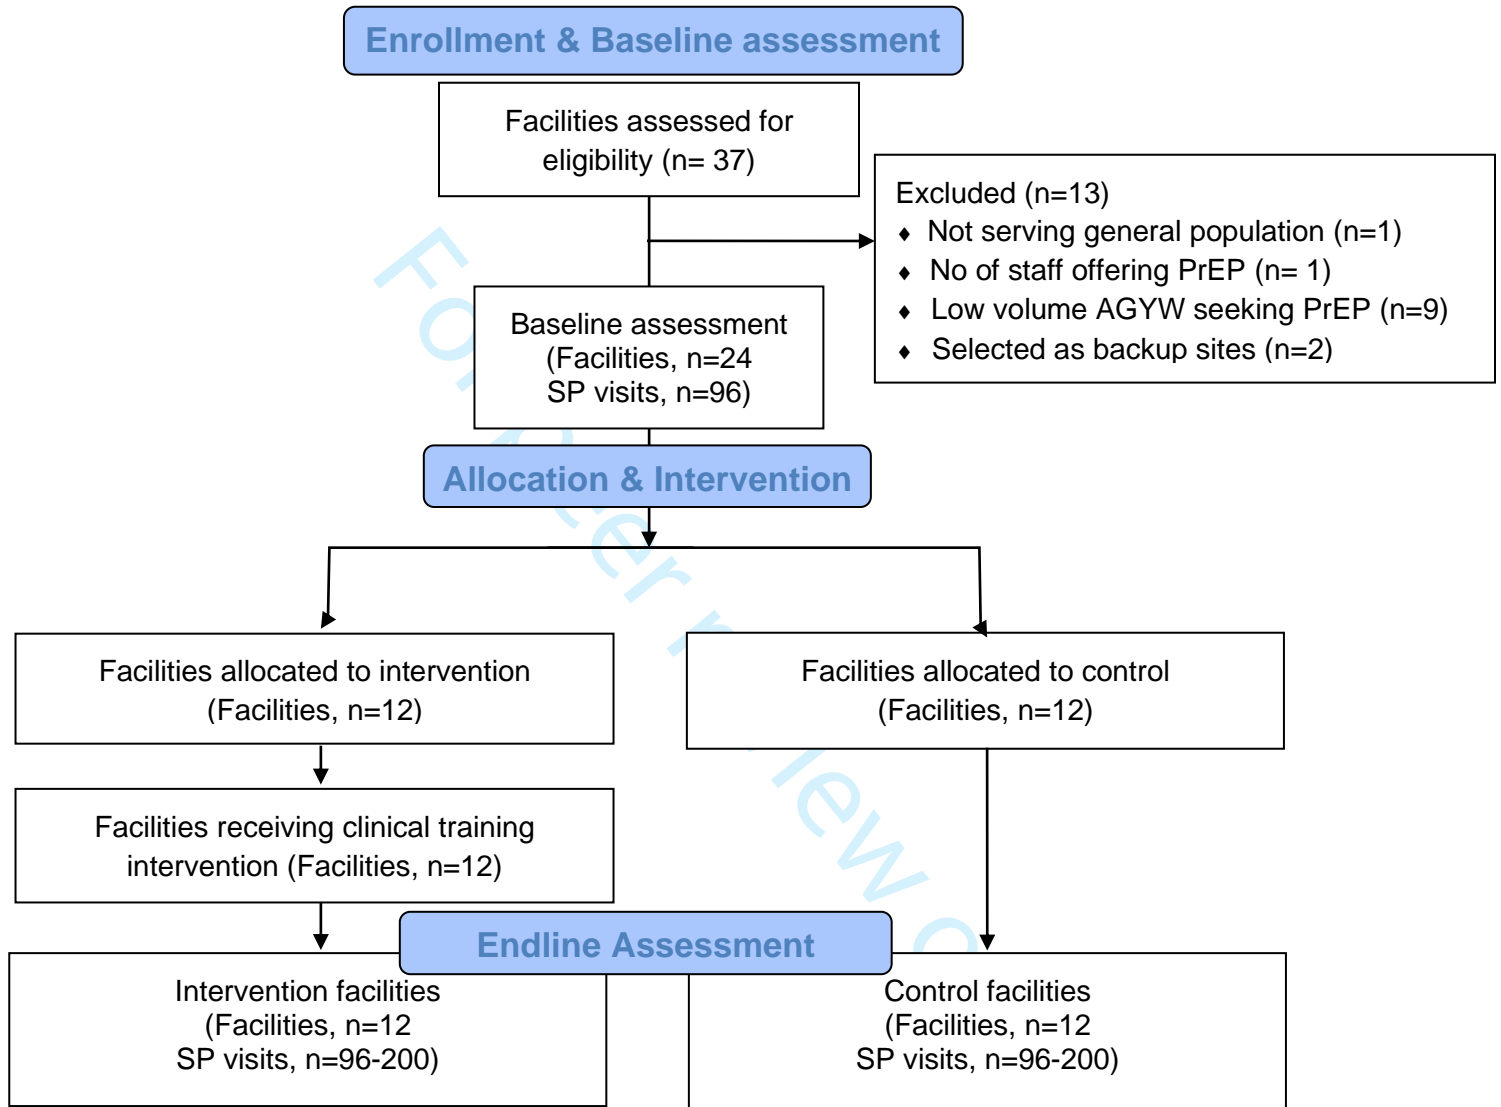 Enrollment & Baseline assessment
Facilities assessed for
eligibility (n= 37)
Excluded (n=13)
♦ Not serving general population (n=1)
♦ No of staff offering PrEP (n= 1)
♦ Low volume AGYW seeking PrEP (n=9)
♦ Selected as backup sites (n=2)
Baseline assessment
(Facilities, n=24
SP visits, n=96)
Allocation & Intervention
Facilities allocated to intervention
(Facilities, n=12)
Facilities allocated to control
(Facilities, n=12)
Facilities receiving clinical training
intervention (Facilities, n=12)
Endline Assessment
Intervention facilities
(Facilities, n=12
SP visits, n=96-200)
Control facilities
(Facilities, n=12
SP visits, n=96-200)